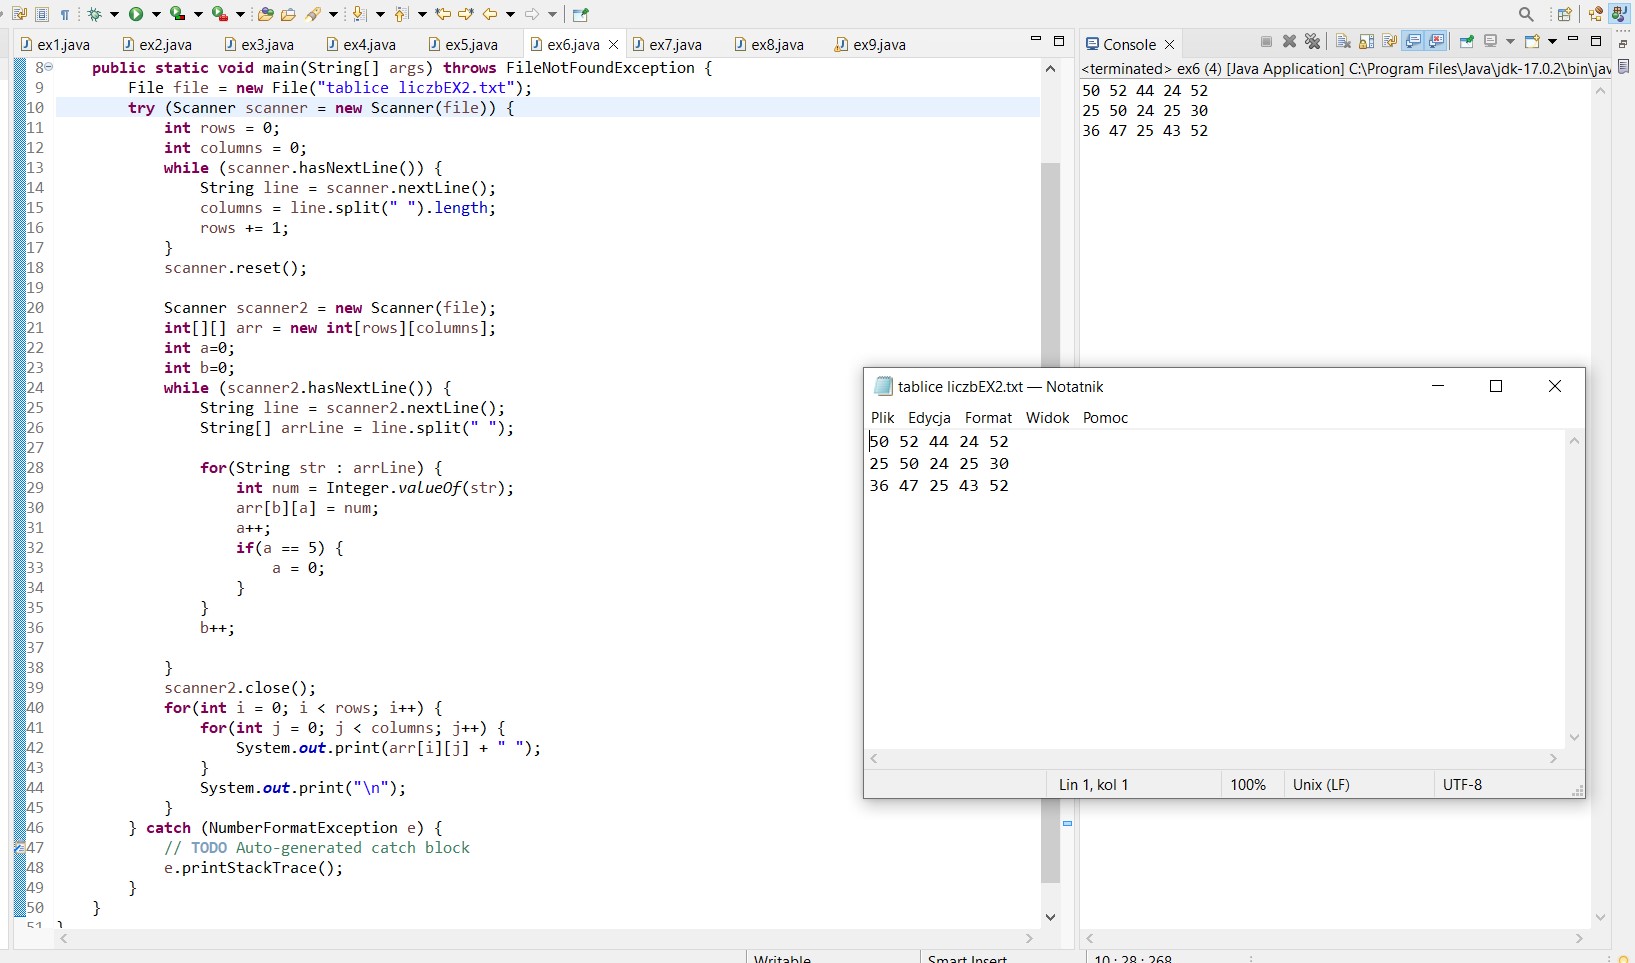 ex1.java
ex2.java
ex3.java
ex4.java
ex5.java
ex6.java
ex7.java
ex8.java
ex9.java
8 public static void main(String[] args) throws FileNotFoundException {
9 File file = new File("tablice liczbEX2.txt");
10 try (Scanner scanner = new Scanner(file)) {
11 int rows = 0;
12 int columns = 0;
13 while (scanner.hasNextLine()) {
14 String line = scanner.nextLine();
15 columns = line.split(" ").length;
16 rows += 1;
17 }
18 scanner.reset();
19
20 Scanner scanner2 = new Scanner(file);
21 int[][] arr = new int[rows][columns];
22 int a=0;
23 int b=0;
24 while (scanner2.hasNextLine()) {
25 String line = scanner2.nextLine();
26 String[] arrLine = line.split(" ");
27
28 for(String str : arrLine) {
29 int num = Integer.valueOf(str);
30 arr[b][a] = num;
31 a++;
32 if(a == 5) {
33 a = 0;
34 }
35 }
36 b++;
37
38 }
39 scanner2.close();
40 for(int i = 0; i < rows; i++) {
41 for(int j = 0; j < columns; j++) {
42 System.out.print(arr[i][j] + " ");
43 }
44 System.out.print("\n");
45 }
46 } catch (NumberFormatException e) {
47 // TODO Auto-generated catch block
48 e.printStackTrace();
49 }
50 }
51 }
Console
<terminated> ex6 (4) [Java Application] C:\Program Files\Java\jdk-17.0.2\bin\jav
50 52 44 24 52
25 50 24 25 30
36 47 25 43 52
tablice liczbEX2.txt — Notatnik
Plik Edycja Format Widok Pomoc
50 52 44 24 52
25 50 24 25 30
36 47 25 43 52
Lin 1, kol 1
100%
Unix (LF)
UTF-8
Writable
Smart Insert
10 : 28 : 268